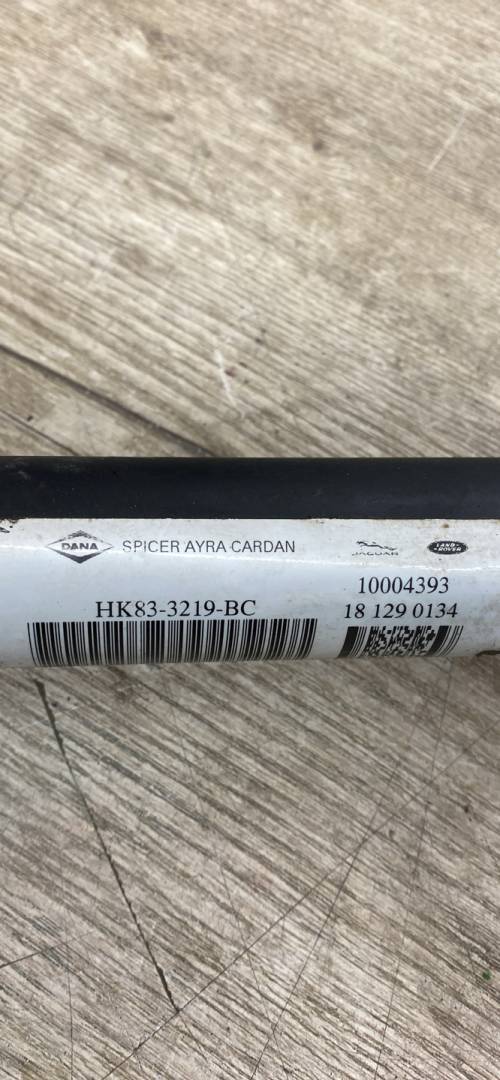 DANA SPICER AYRA CARDAN
JAGUAR LAND ROVER
10004393
HK83-3219-BC 18 129 0134